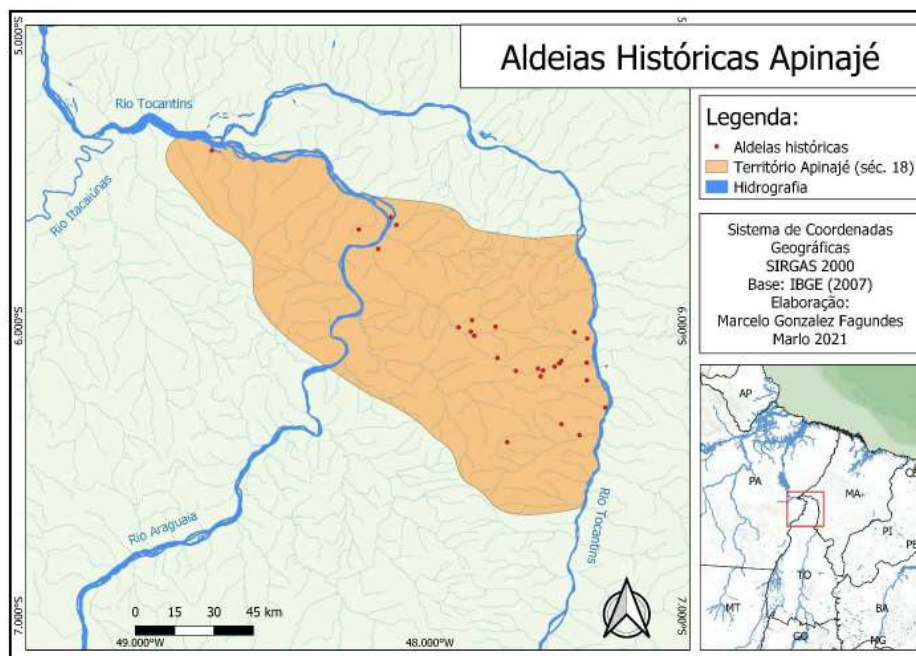 Aldeias Históricas Apinajé
5.000°S
5
Rio Tocantins
Rio Itacaiúnas
Legenda:
Aldeias históricas
Território Apinajé (séc. 18)
Hidrografia
Sistema de Coordenadas
Geográficas
SIRGAS 2000
Base: IBGE (2007)
Elaboração:
Marcelo Gonzalez Fagundes
Marlo 2021
6.000°S
6.000°S
Rio Araguaia
Rio Tocantins
0 15 30 45 km
7.000°S
7.000°S
49.000°W
48.000°W
AP
PA
MA
PI
TO
MT
BA
GO
MG